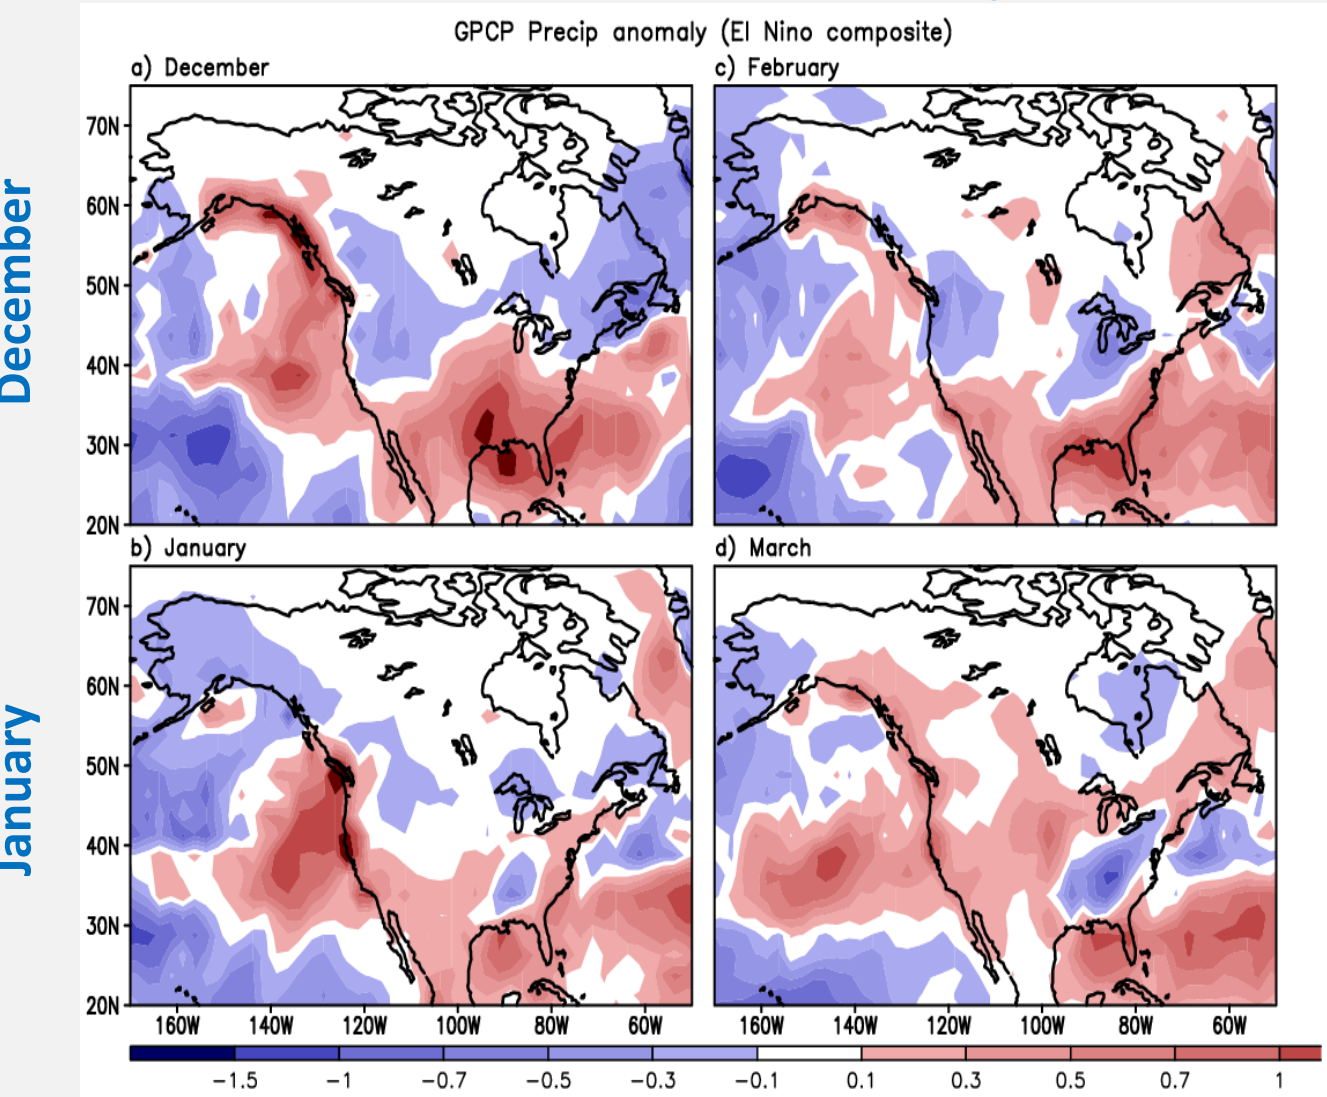 GPCP Precip anomaly (El Nino composite)
December
January
a) December
c) February
70N
60N
50N
40N
30N
20N
b) January
d) March
70N
60N
50N
40N
30N
20N
160W 140W 120W 100W 80W 60W 160W 140W 120W 100W 80W 60W
−1.5 −1 −0.7 −0.5 −0.3 −0.1 0.1 0.3 0.5 0.7 1